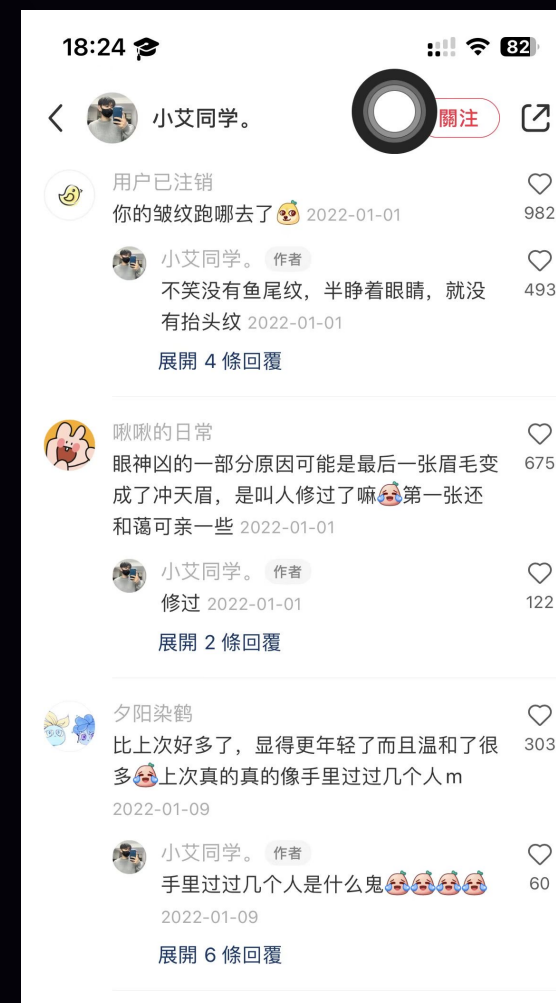 18:24
82
小艾同学。
關注
用户已注销
你的皱纹跑哪去了 2022-01-01
982
小艾同学。 作者
不笑没有鱼尾纹，半睁着眼睛，就没
有抬头纹 2022-01-01
493
展開 4 條回覆
啾啾的日常
眼神凶的一部分原因可能是最后一张眉毛变
成了冲天眉，是叫人修过了嘛第一张还
和蔼可亲一些 2022-01-01
675
小艾同学。 作者
修过 2022-01-01
122
展開 2 條回覆
夕阳染鹤
比上次好多了，显得更年轻了而且温和了很
多上次真的真的像手里过过几个人m
2022-01-09
303
小艾同学。 作者
手里过过几个人是什么鬼
2022-01-09
60
展開 6 條回覆